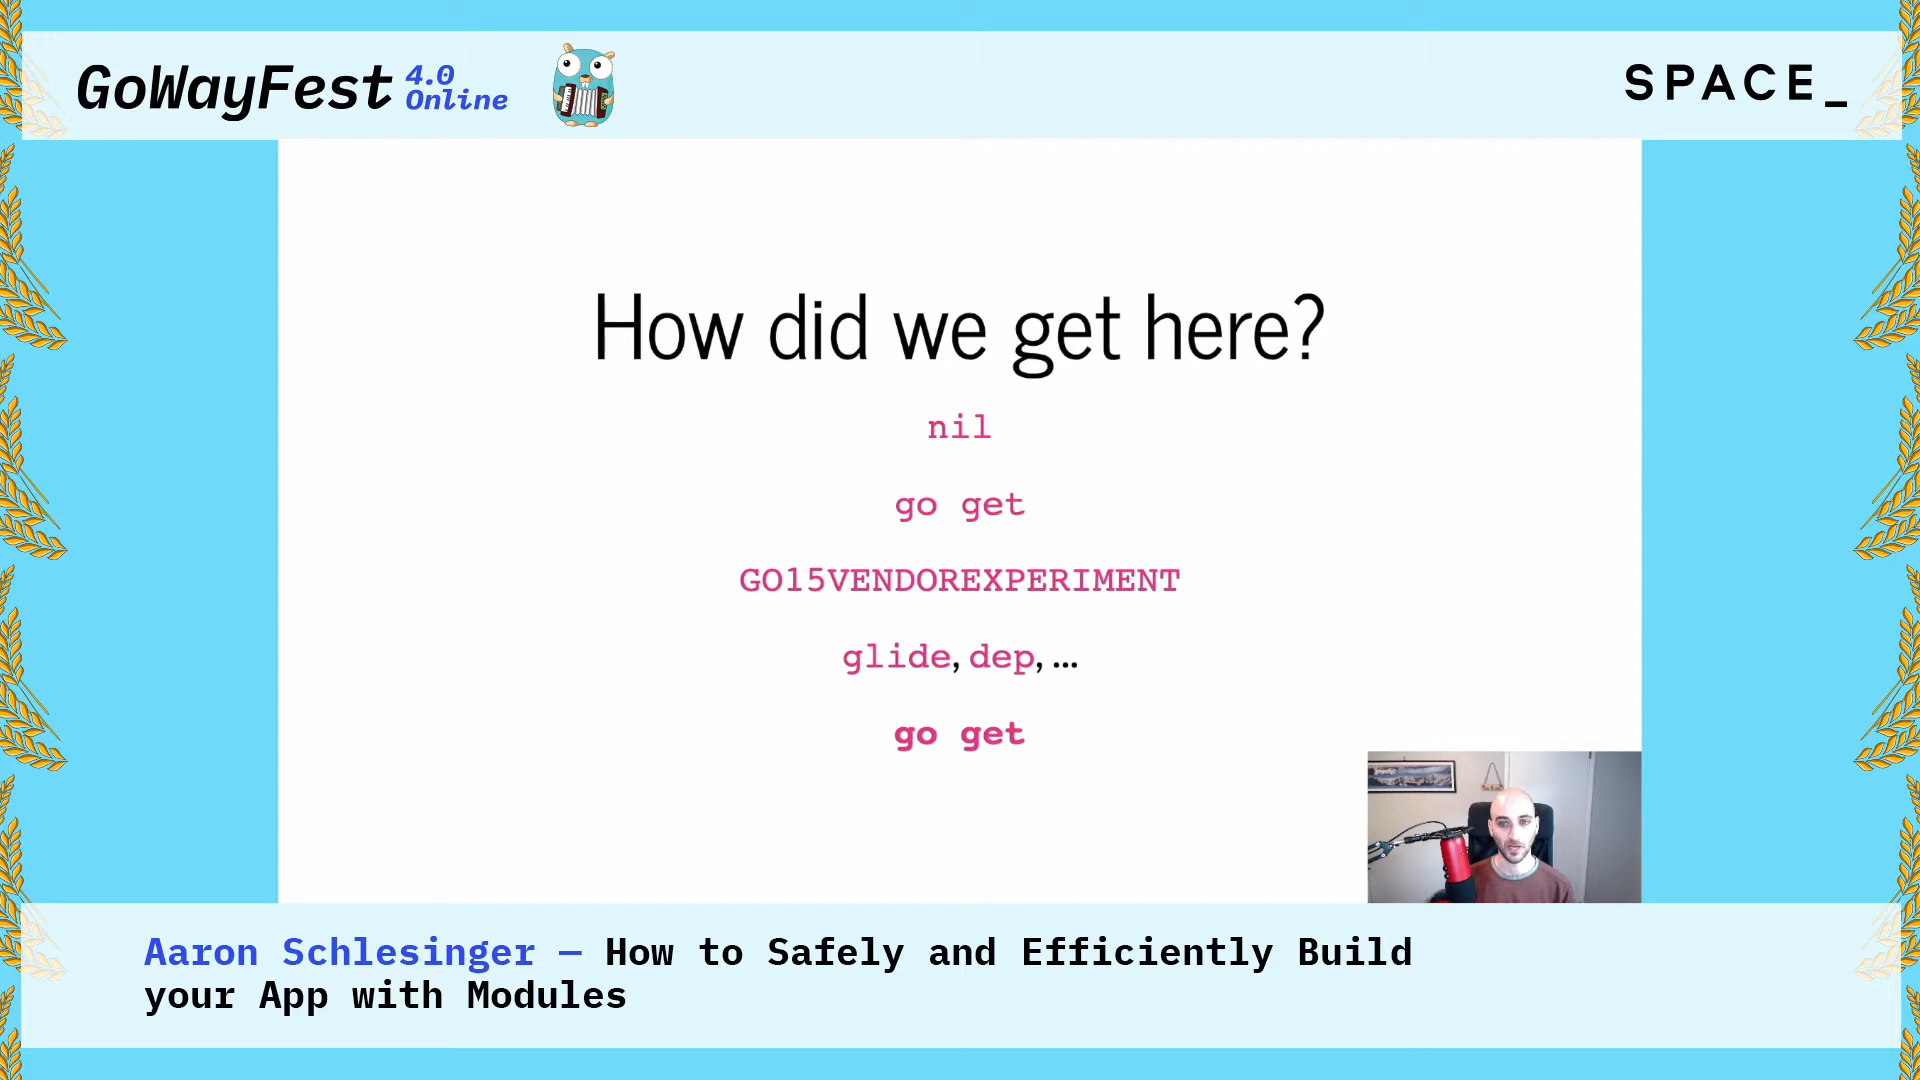 GoWayFest 4.0
Online
SPACE_
How did we get here?
nil
go get
GO15VENDOREXPERIMENT
glide, dep, ...
go get
Aaron Schlesinger — How to Safely and Efficiently Build
your App with Modules